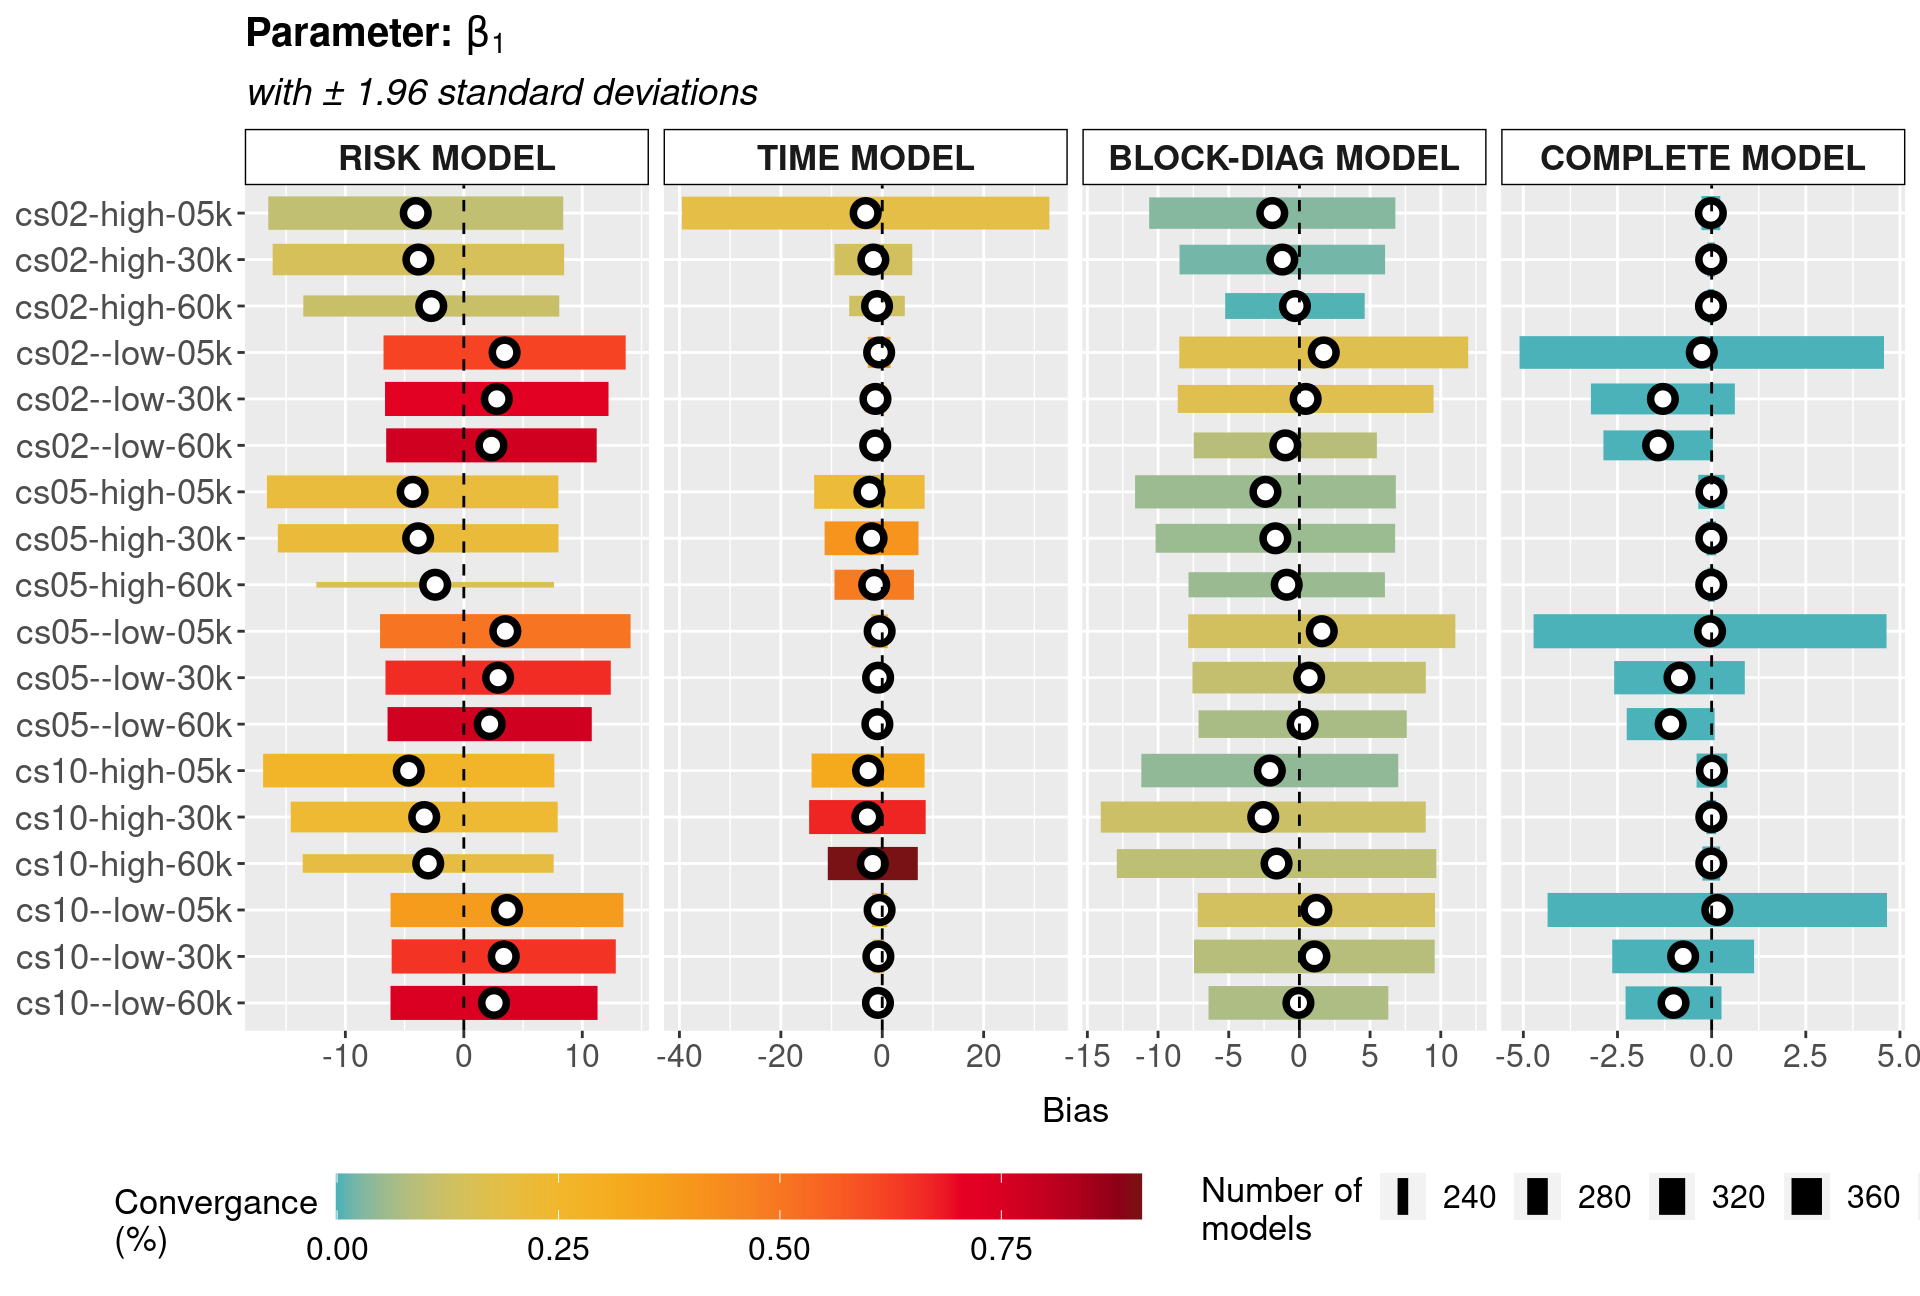 Parameter: β₁
with ± 1.96 standard deviations
RISK MODEL
TIME MODEL
BLOCK-DIAG MODEL
COMPLETE MODEL
cs02-high-05k
cs02-high-30k
cs02-high-60k
cs02--low-05k
cs02--low-30k
cs02--low-60k
cs05-high-05k
cs05-high-30k
cs05-high-60k
cs05--low-05k
cs05--low-30k
cs05--low-60k
cs10-high-05k
cs10-high-30k
cs10-high-60k
cs10--low-05k
cs10--low-30k
cs10--low-60k
-10 0 10
-40 -20 0 20
-15 -10 -5 0 5 10
-5.0 -2.5 0.0 2.5 5.0
Bias
Convergance
(%)
0.00 0.25 0.50 0.75
Number of
models
240 280 320 360